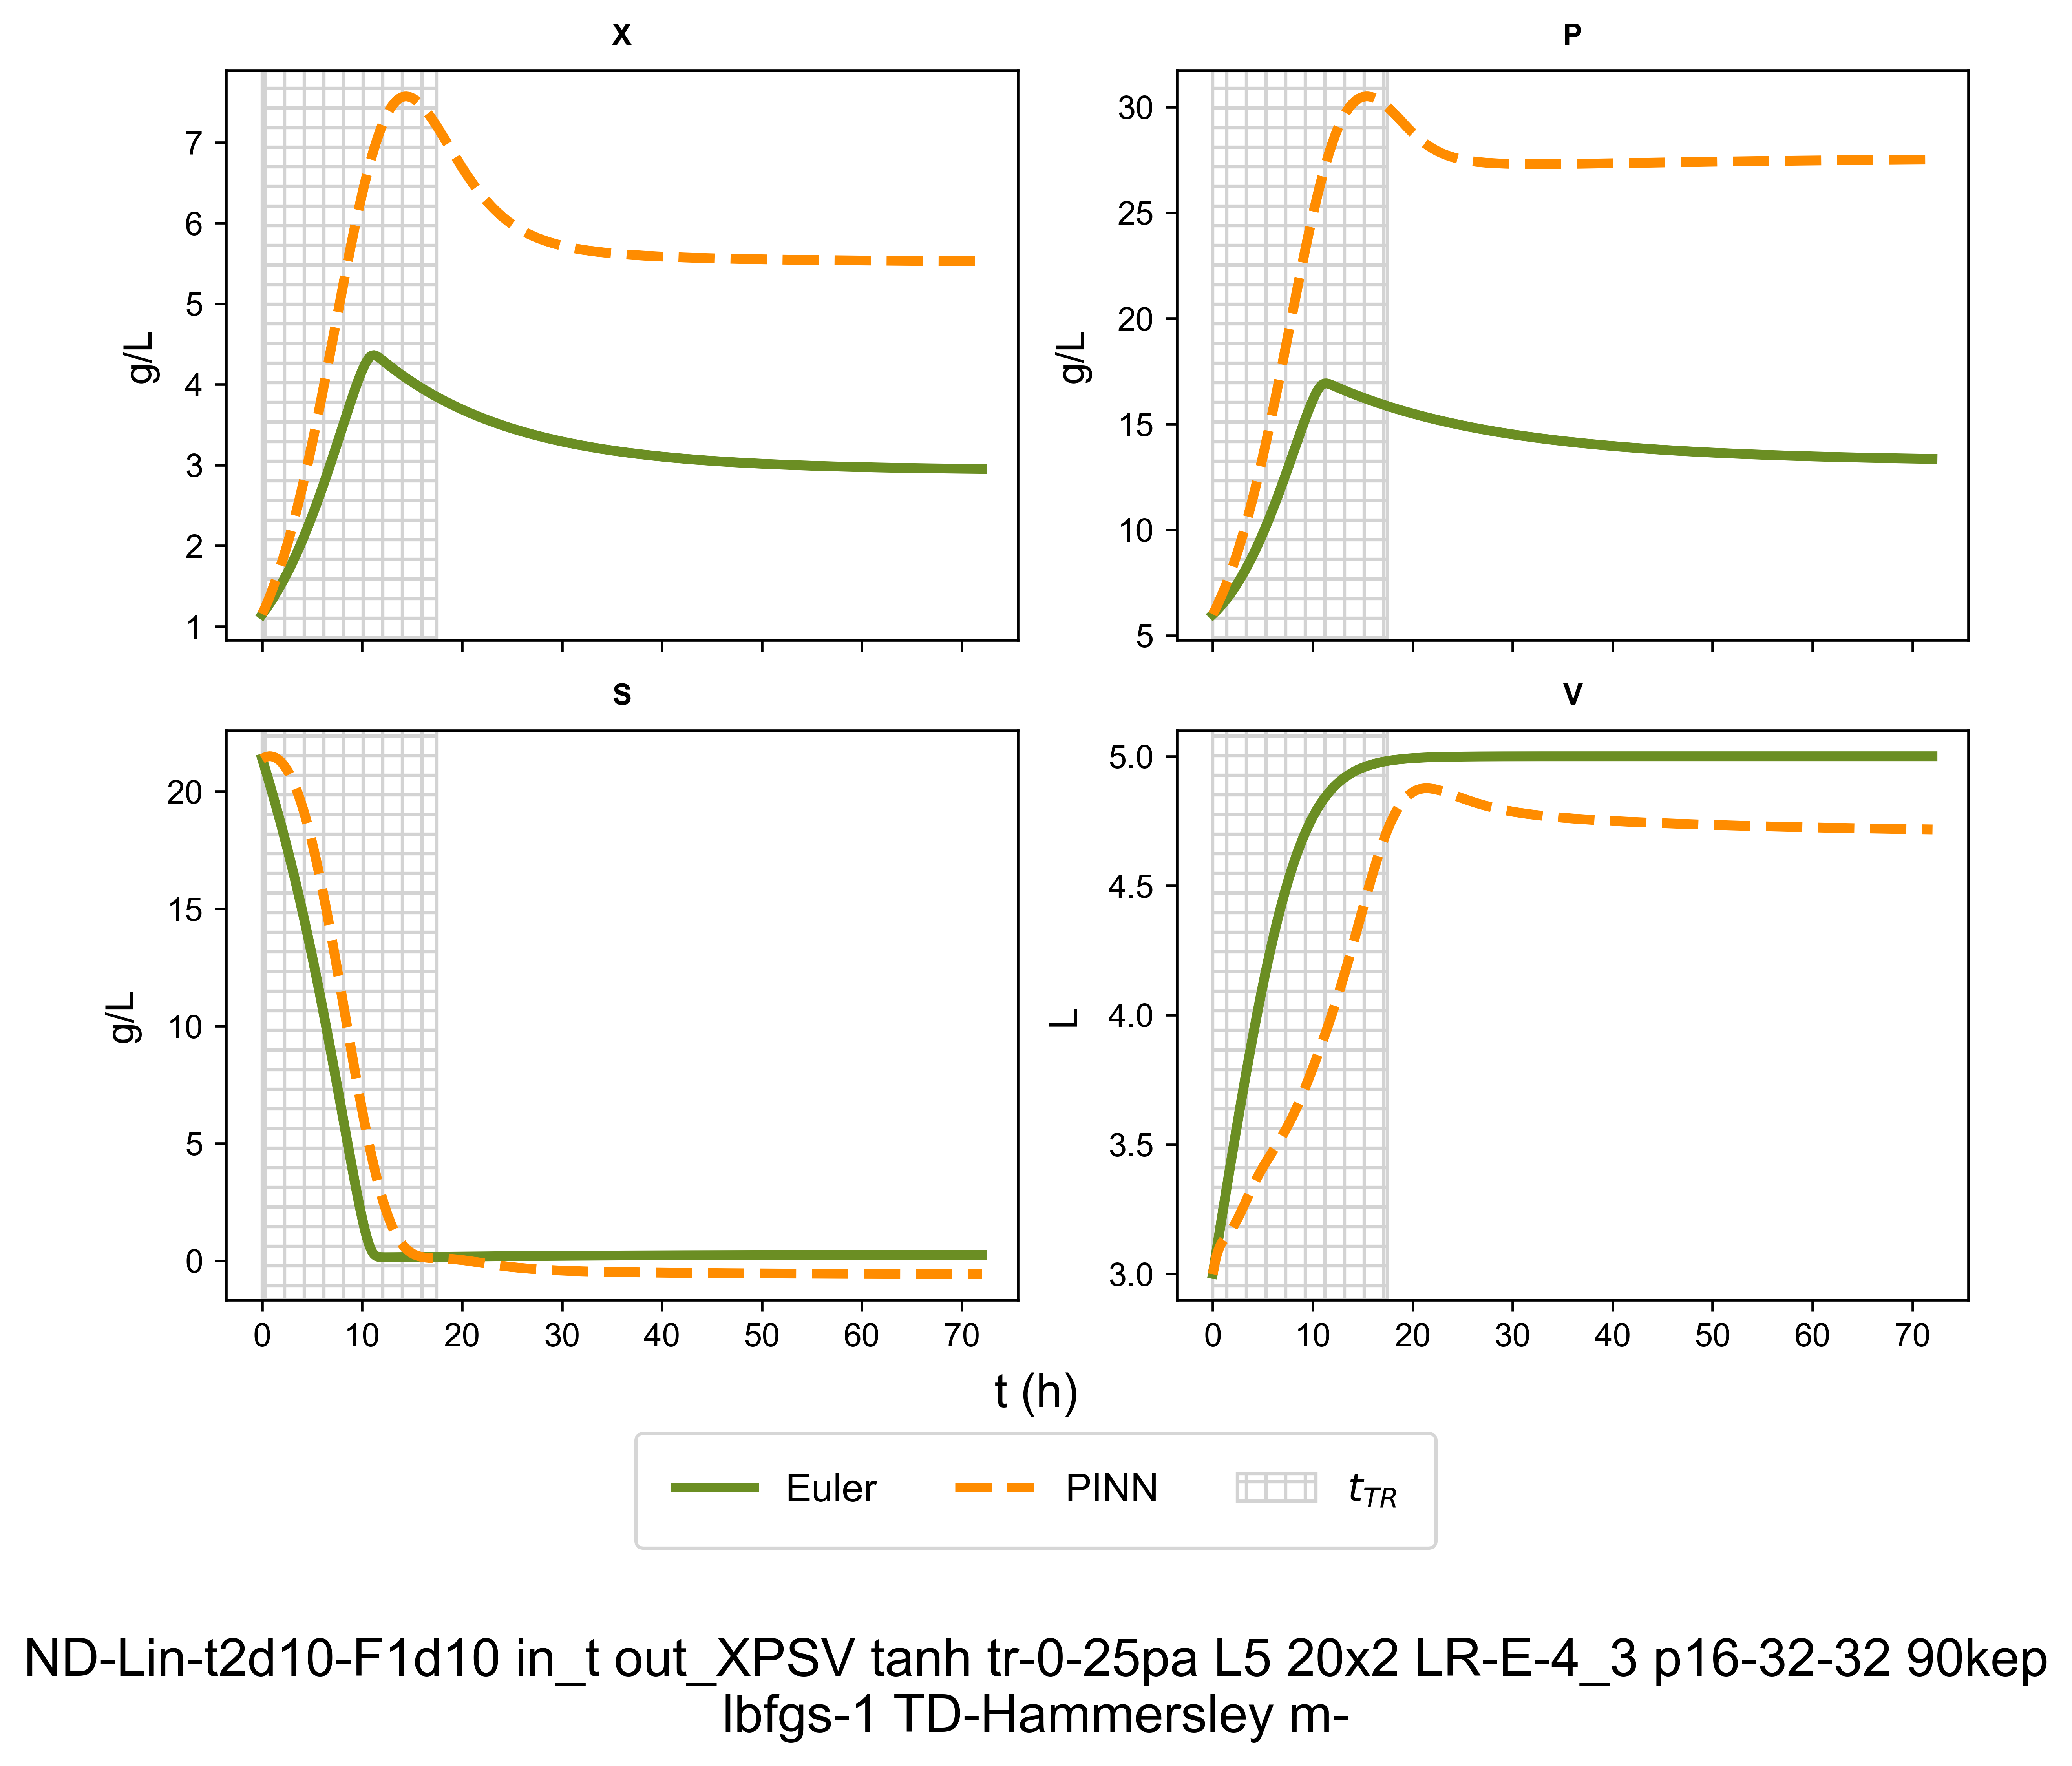 X
P
7
6
5
4
3
2
1
g/L
30
25
20
15
10
5
g/L
S
V
20
15
10
5
0
g/L
5.0
4.5
4.0
3.5
3.0
L
0 10 20 30 40 50 60 70
0 10 20 30 40 50 60 70
t (h)
Euler PINN t_TR
ND-Lin-t2d10-F1d10 in_t out_XPSV tanh tr-0-25pa L5 20x2 LR-E-4_3 p16-32-32 90kep
lbfgs-1 TD-Hammersley m-